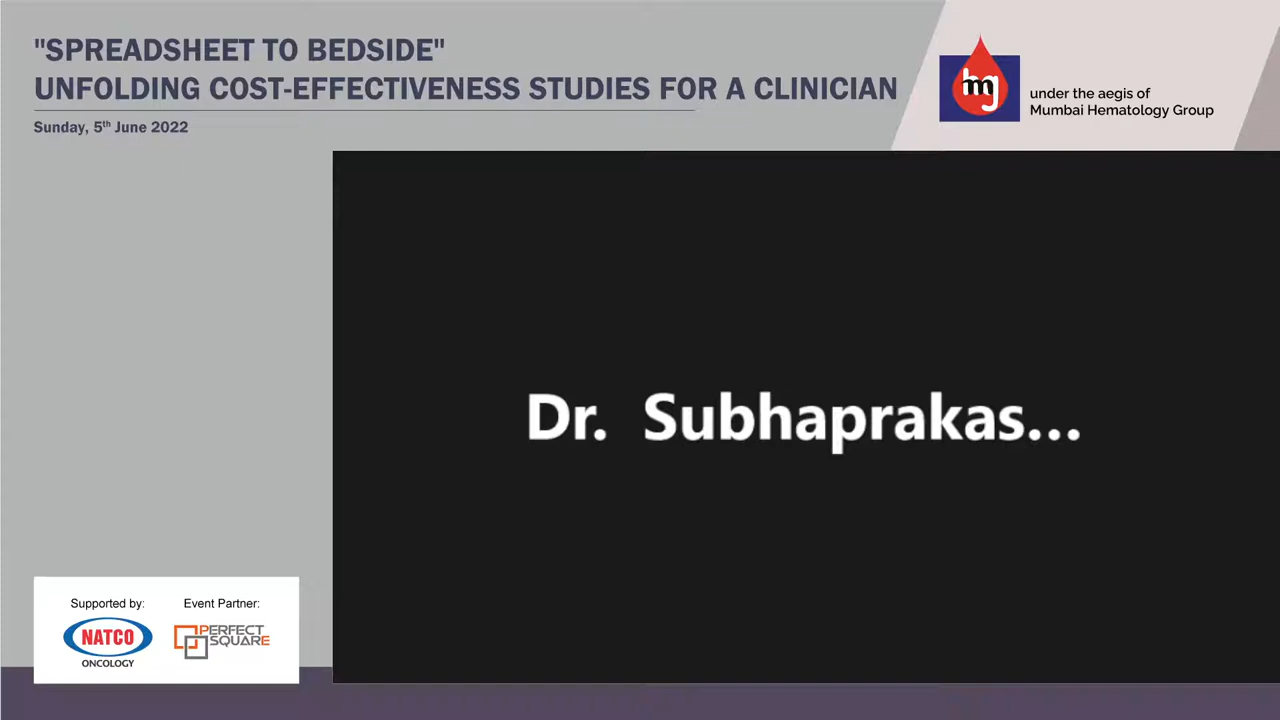 "SPREADSHEET TO BEDSIDE"
UNFOLDING COST-EFFECTIVENESS STUDIES FOR A CLINICIAN
Sunday, 5th June 2022
mg
under the aegis of
Mumbai Hematology Group
Dr. Subhaprakas...
Supported by:
Event Partner:
NATCO
ONCOLOGY
PERFECT
SQUARE